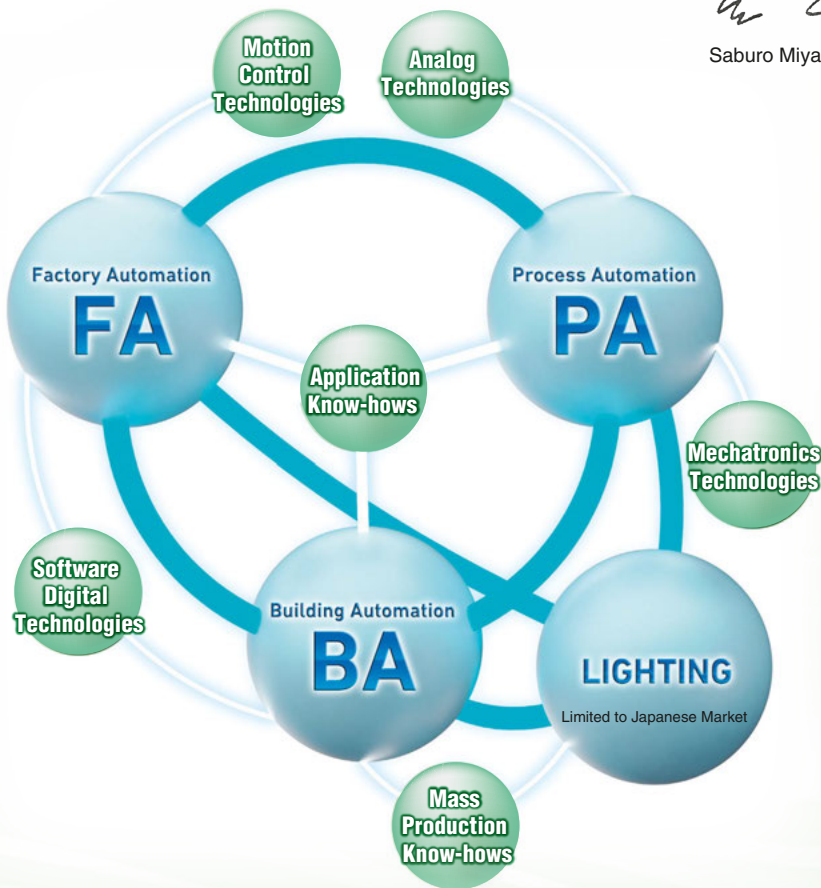 Saburo Miya
Motion
Control
Technologies
Analog
Technologies
Factory Automation
FA
Process Automation
PA
Application
Know-hows
Mechatronics
Technologies
Software
Digital
Technologies
Building Automation
BA
LIGHTING
Limited to Japanese Market
Mass
Production
Know-hows